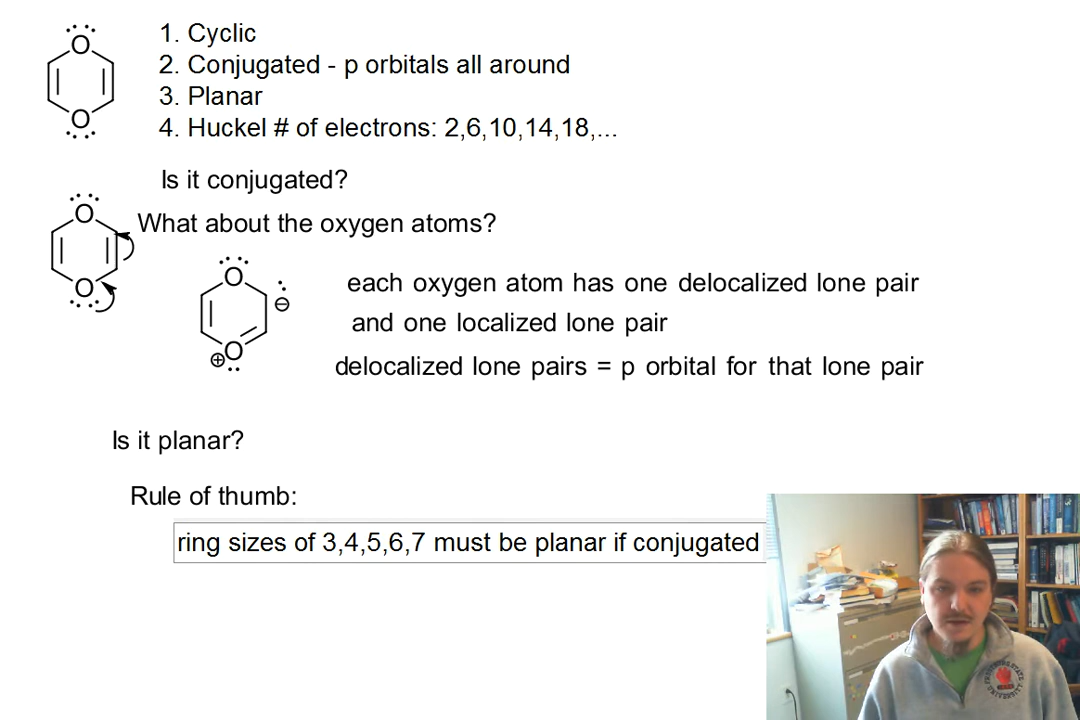 O
1. Cyclic
2. Conjugated - p orbitals all around
3. Planar
O
4. Huckel # of electrons: 2,6,10,14,18,...
Is it conjugated?
O
What about the oxygen atoms?
O
O
⊖
each oxygen atom has one delocalized lone pair
and one localized lone pair
⊕O
delocalized lone pairs = p orbital for that lone pair
Is it planar?
Rule of thumb:
ring sizes of 3,4,5,6,7 must be planar if conjugated